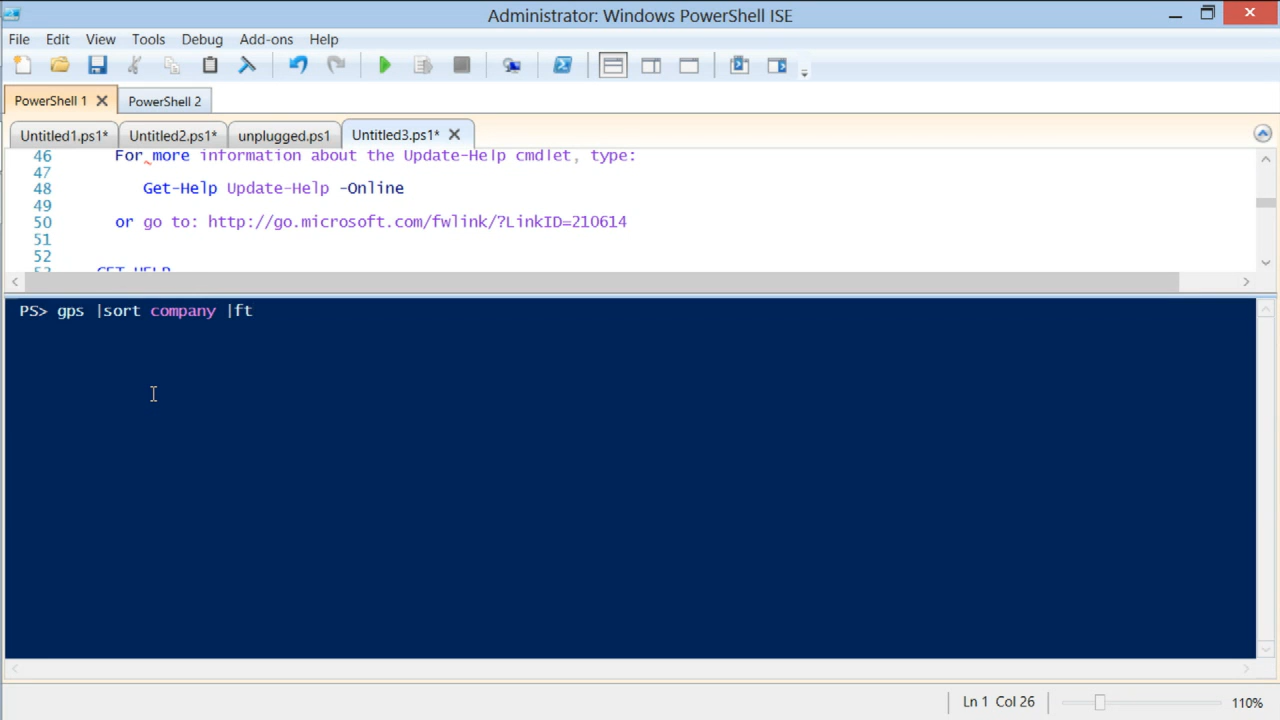 Administrator: Windows PowerShell ISE
File Edit View Tools Debug Add-ons Help
PowerShell 1 PowerShell 2
Untitled1.ps1* Untitled2.ps1* unplugged.ps1 Untitled3.ps1*
46 For more information about the Update-Help cmdlet, type:
47
48 Get-Help Update-Help -Online
49
50 or go to: http://go.microsoft.com/fwlink/?LinkID=210614
51
52
53 GET-HELP
PS> gps |sort company |ft
Ln 1 Col 26 110%